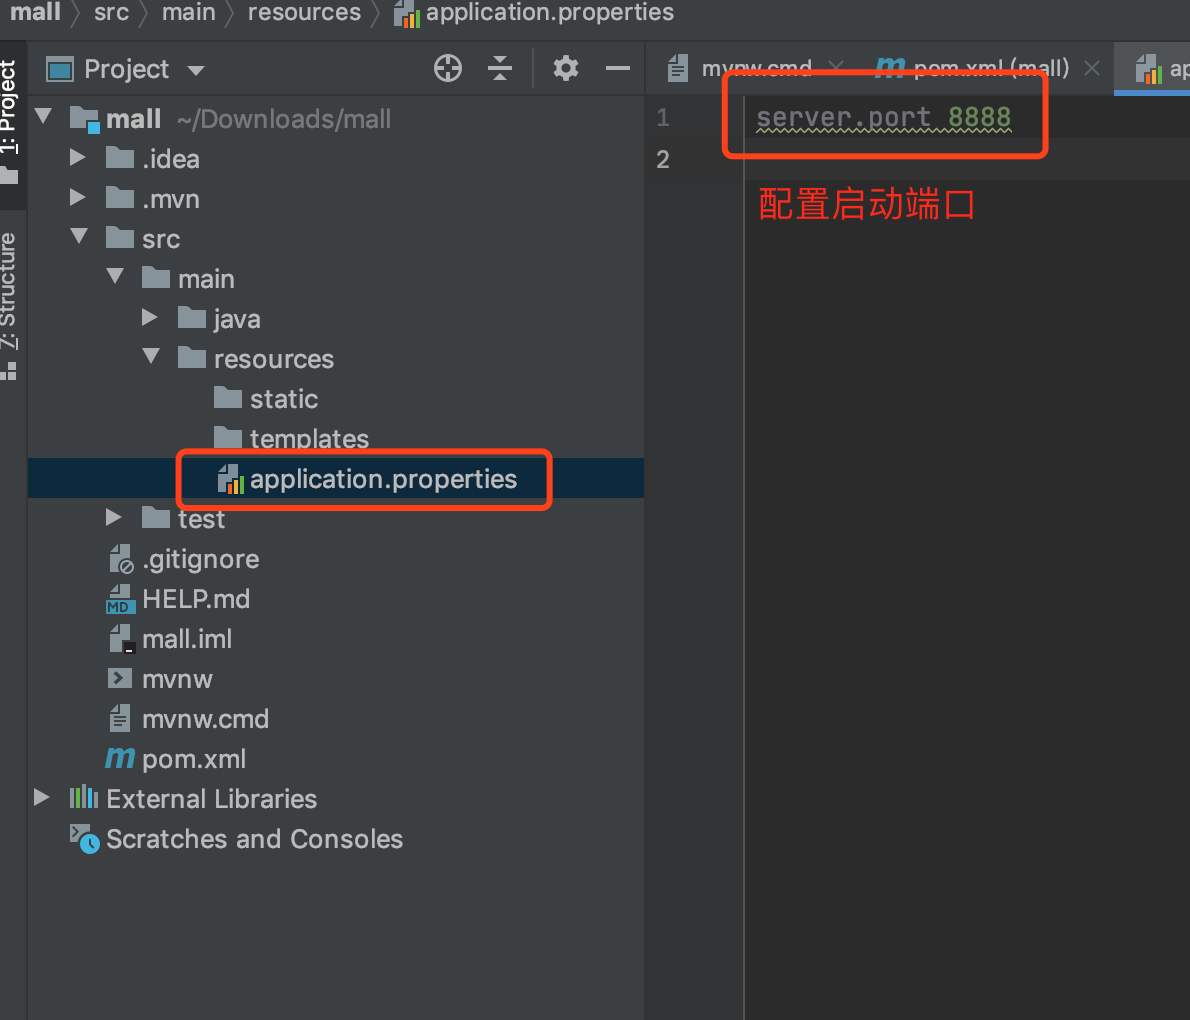 mall src main resources application.properties
1: Project
7: Structure
Project
mall ~/Downloads/mall
.idea
.mvn
src
main
java
resources
static
templates
application.properties
test
.gitignore
HELP.md
mall.iml
mvnw
mvnw.cmd
pom.xml
External Libraries
Scratches and Consoles
mvnw.cmd pom.xml (mall) ap
1 server.port 8888
2
配置启动端口